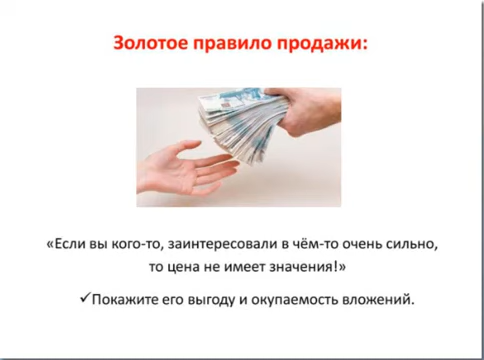 Золотое правило продажи:
«Если вы кого-то, заинтересовали в чём-то очень сильно,
то цена не имеет значения!»
✓Покажите его выгоду и окупаемость вложений.